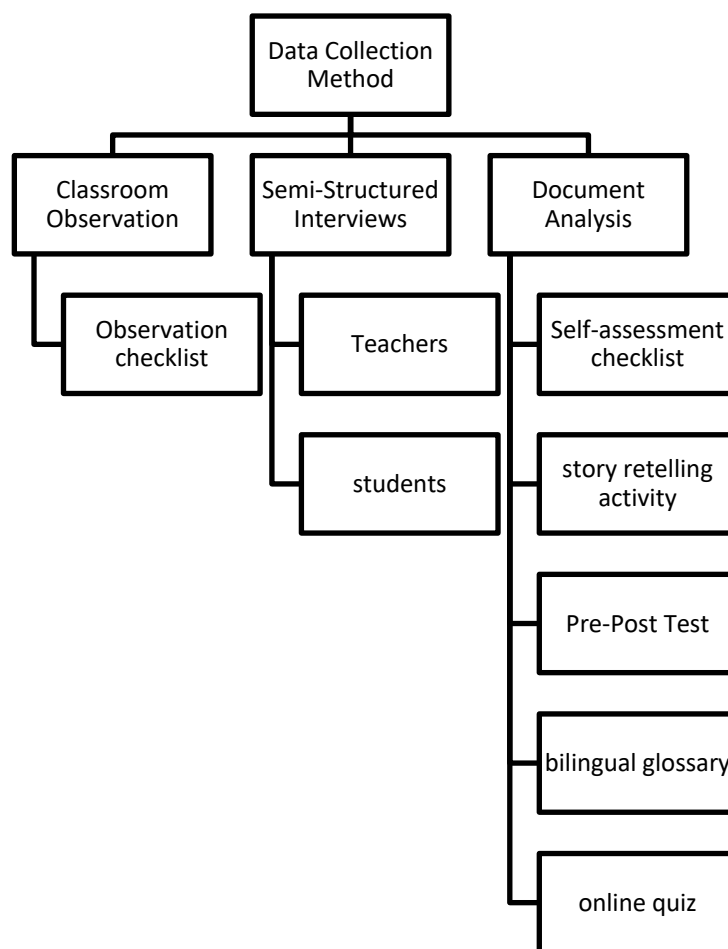 Data Collection
Method
Classroom
Observation
Semi-Structured
Interviews
Document
Analysis
Observation
checklist
Teachers
students
Self-assessment
checklist
story retelling
activity
Pre-Post Test
bilingual glossary
online quiz